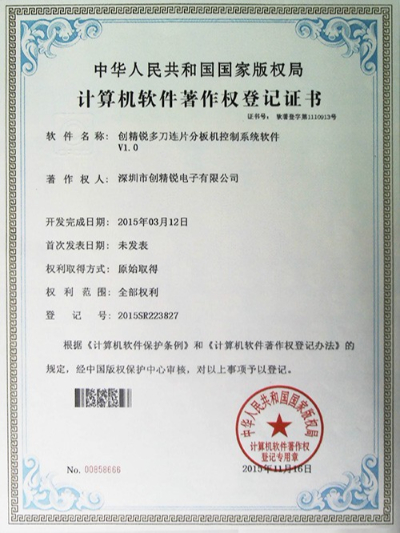 中华人民共和国国家版权局
计算机软件著作权登记证书
证书号： 软著登字第1110913号
软件名称： 创精锐多刀连片分板机控制系统软件
V1.0
著作权人： 深圳市创精锐电子有限公司
开发完成日期： 2015年03月12日
首次发表日期： 未发表
权利取得方式： 原始取得
权利范围： 全部权利
登记号： 2015SR223827
根据《计算机软件保护条例》和《计算机软件著作权登记办法》的
规定，经中国版权保护中心审核，对以上事项予以登记。
中华人民共和国国家版权局
计算机软件著作权
登记专用章
No. 00858666
2015年11月16日